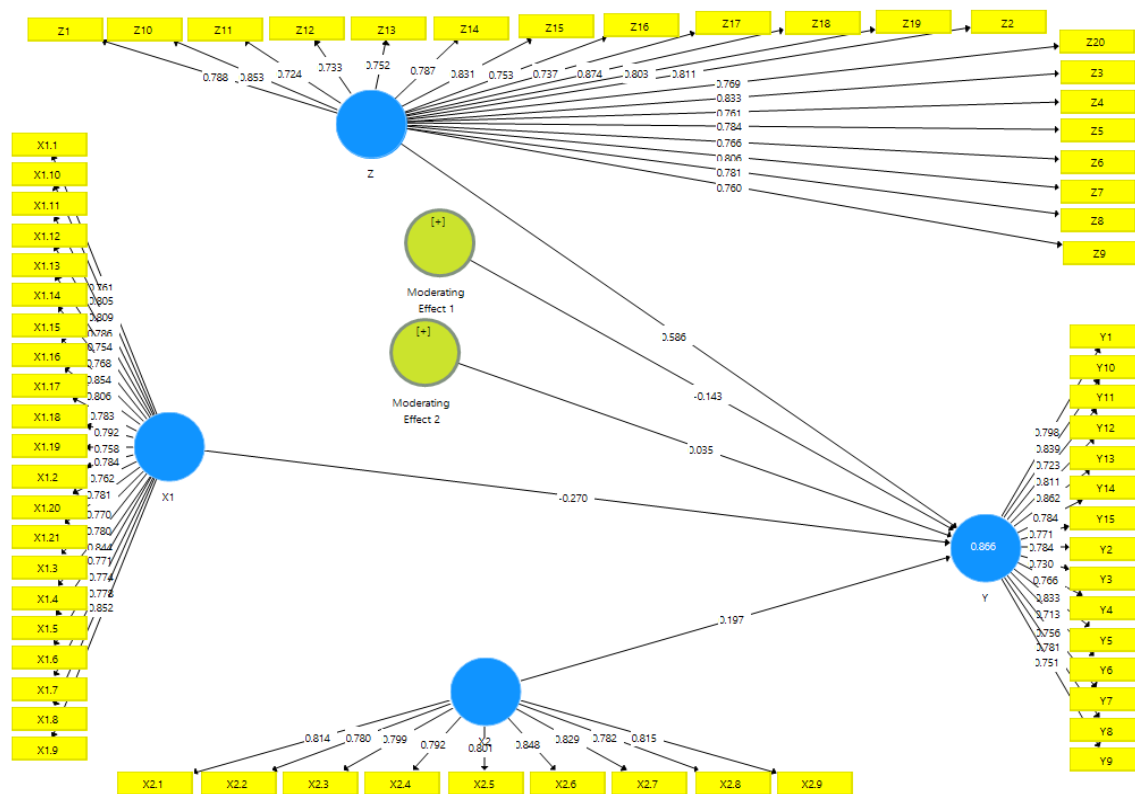 Z1
Z10
Z11
Z12
Z13
Z14
Z15
Z16
Z17
Z18
Z19
Z2
Z20
Z3
Z4
Z5
Z6
Z7
Z8
Z9
0.788
0.853
0.724
0.733
0.752
0.787
0.831
0.753
0.737
0.874
0.803
0.811
0.769
0.833
0.761
0.784
0.766
0.806
0.781
0.760
Z
X1.1
X1.10
X1.11
X1.12
X1.13
X1.14
X1.15
X1.16
X1.17
X1.18
X1.19
X1.2
X1.20
X1.21
X1.3
X1.4
X1.5
X1.6
X1.7
X1.8
X1.9
0.761
0.805
0.809
0.786
0.754
0.768
0.854
0.806
0.783
0.792
0.758
0.784
0.762
0.781
0.770
0.780
0.844
0.771
0.774
0.778
0.852
X1
[+]
Moderating
Effect 1
[+]
Moderating
Effect 2
0.586
-0.143
0.035
-0.270
0.197
0.866
Y
Y1
Y10
Y11
Y12
Y13
Y14
Y15
Y2
Y3
Y4
Y5
Y6
Y7
Y8
Y9
0.798
0.839
0.723
0.811
0.862
0.784
0.771
0.784
0.730
0.766
0.833
0.713
0.756
0.781
0.751
X2
0.814
0.780
0.799
0.792
0.801
0.848
0.829
0.782
0.815
X2.1
X2.2
X2.3
X2.4
X2.5
X2.6
X2.7
X2.8
X2.9